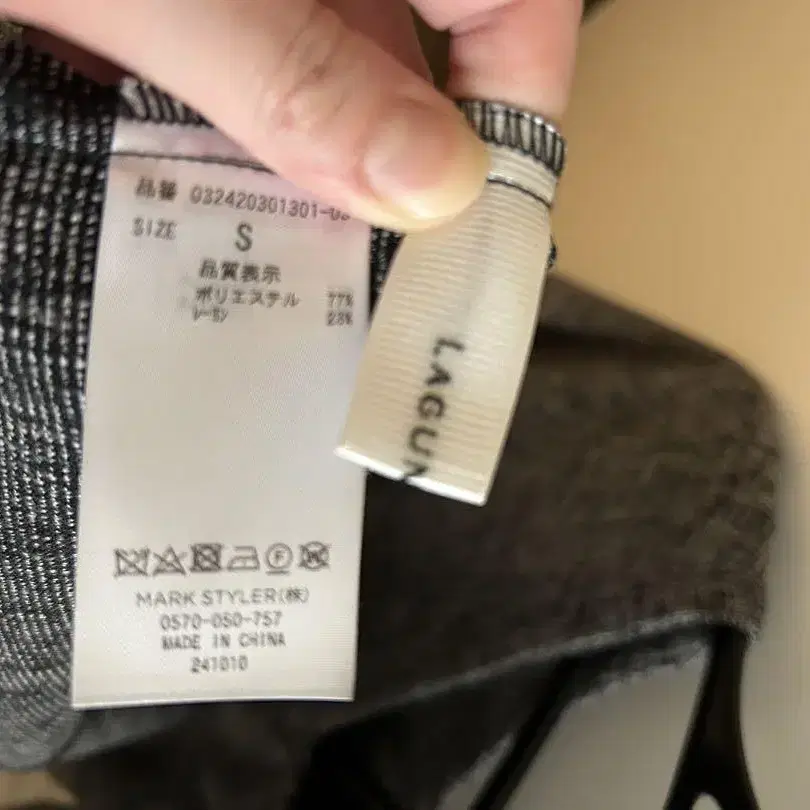 品番 032420301301-03
SIZE S
品質表示
ポリエステル 77%
レーヨン 23%
LAGUN
F
MARK STYLER(株)
0570-050-757
MADE IN CHINA
241010